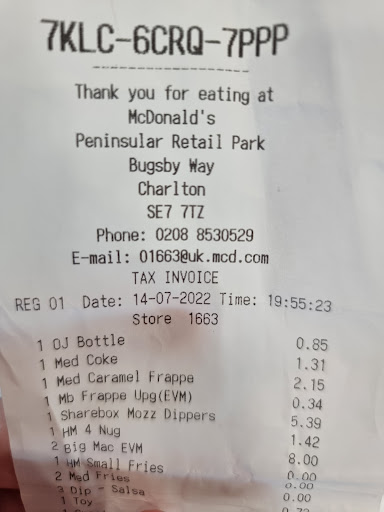 7KLC-6CRQ-7PPP
Thank you for eating at
McDonald's
Peninsular Retail Park
Bugsby Way
Charlton
SE7 7TZ
Phone: 0208 8530529
E-mail: 01663@uk.mcd.com
TAX INVOICE
REG 01 Date: 14-07-2022 Time: 19:55:23
Store 1663
1 OJ Bottle 0.85
1 Med Coke 1.31
1 Med Caramel Frappe 2.15
1 Mb Frappe Upg(EVM) 0.34
1 Sharebox Mozz Dippers 5.39
1 HM 4 Nug 1.42
2 Big Mac EVM 8.00
1 HM Small Fries 0.00
2 Med Fries 0.00
3 Dip - Salsa 0.00
1 Toy